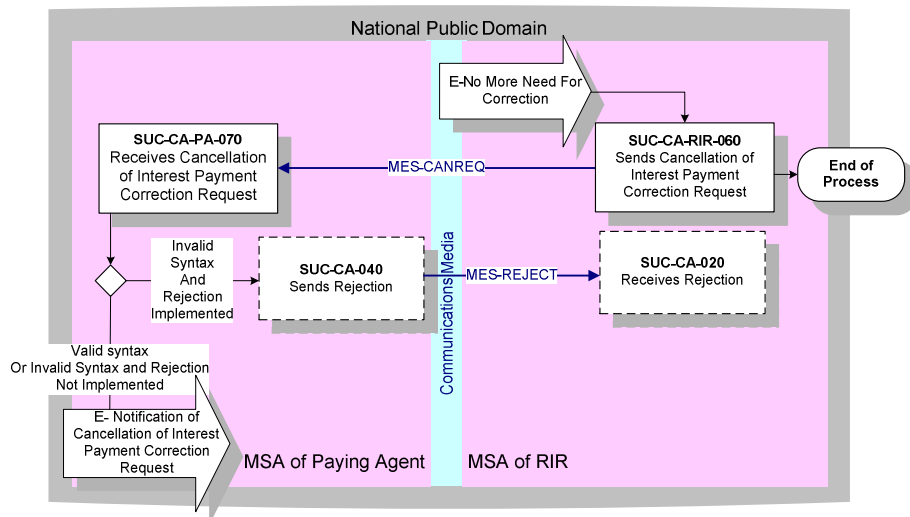 National Public Domain
E-No More Need For
Correction
SUC-CA-PA-070
Receives Cancellation
of Interest Payment
Correction Request
MES-CANREQ
SUC-CA-RIR-060
Sends Cancellation of
Interest Payment
Correction Request
End of
Process
Invalid
Syntax
And
Rejection
Implemented
SUC-CA-040
Sends Rejection
MES-REJECT
SUC-CA-020
Receives Rejection
Communications Media
Valid syntax
Or Invalid Syntax and Rejection
Not Implemented
E- Notification of
Cancellation of Interest
Payment Correction
Request
MSA of Paying Agent
MSA of RIR